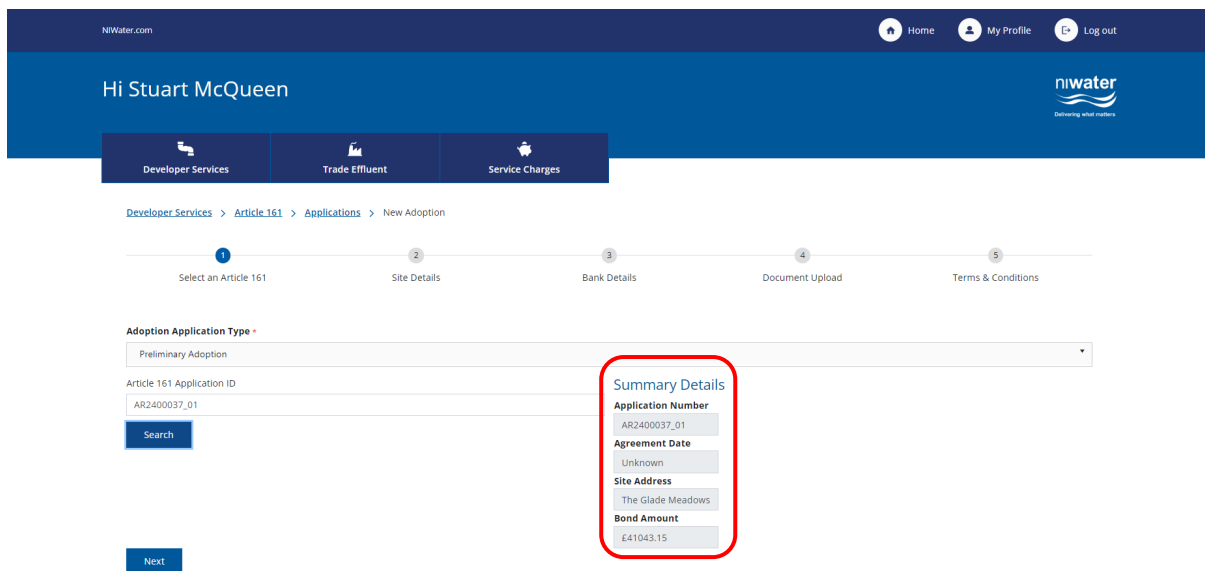 NIWater.com
Home
My Profile
Log out
Hi Stuart McQueen
niwater
Delivering what matters
Developer Services
Trade Effluent
Service Charges
Developer Services > Article 161 > Applications > New Adoption
1
2
3
4
5
Select an Article 161
Site Details
Bank Details
Document Upload
Terms & Conditions
Adoption Application Type *
Preliminary Adoption
Article 161 Application ID
AR2400037_01
Search
Summary Details
Application Number
AR2400037_01
Agreement Date
Unknown
Site Address
The Glade Meadows
Bond Amount
£41043.15
Next